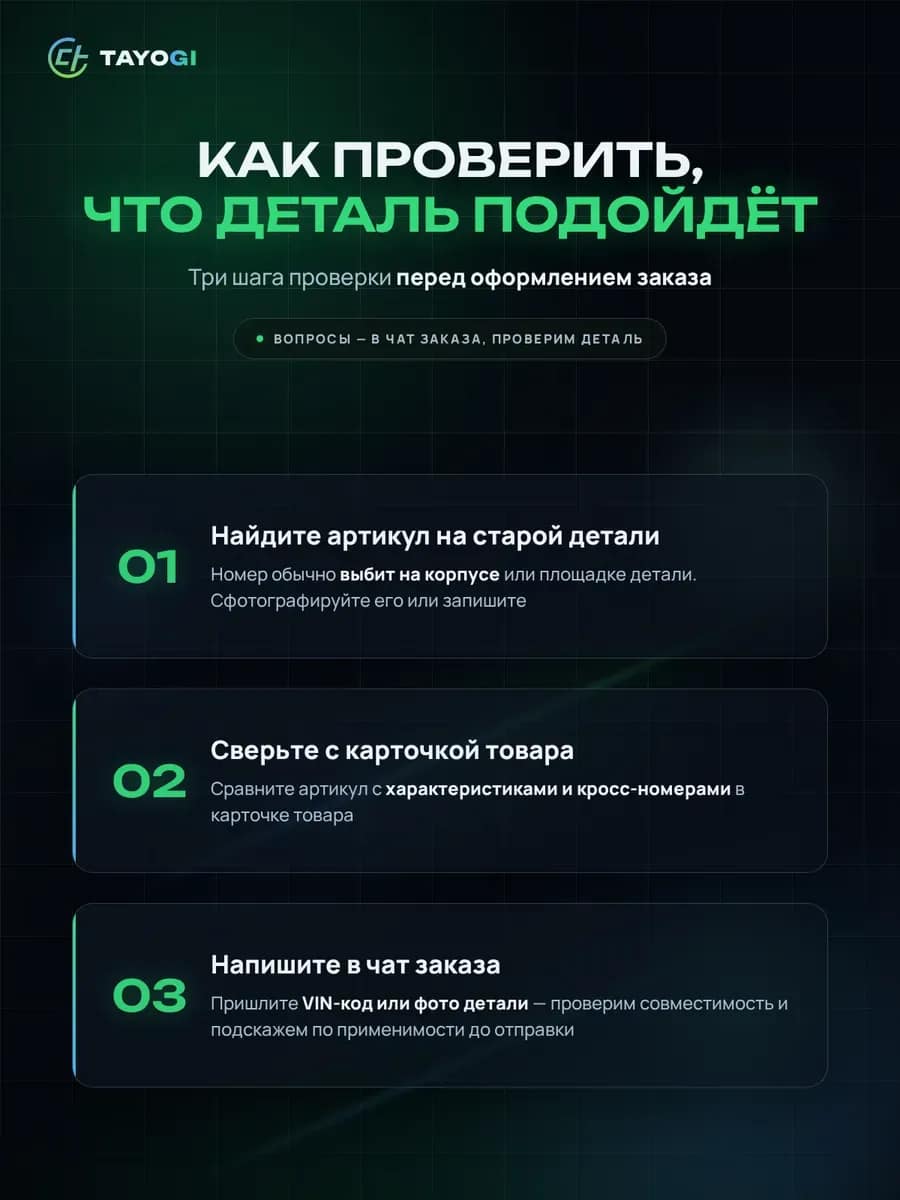 TAYOGI
КАК ПРОВЕРИТЬ,
ЧТО ДЕТАЛЬ ПОДОЙДЁТ
Три шага проверки перед оформлением заказа
ВОПРОСЫ — В ЧАТ ЗАКАЗА, ПРОВЕРИМ ДЕТАЛЬ
01
Найдите артикул на старой детали
Номер обычно выбит на корпусе или площадке детали.
Сфотографируйте его или запишите
02
Сверьте с карточкой товара
Сравните артикул с характеристиками и кросс-номерами в
карточке товара
03
Напишите в чат заказа
Пришлите VIN-код или фото детали — проверим совместимость и
подскажем по применимости до отправки